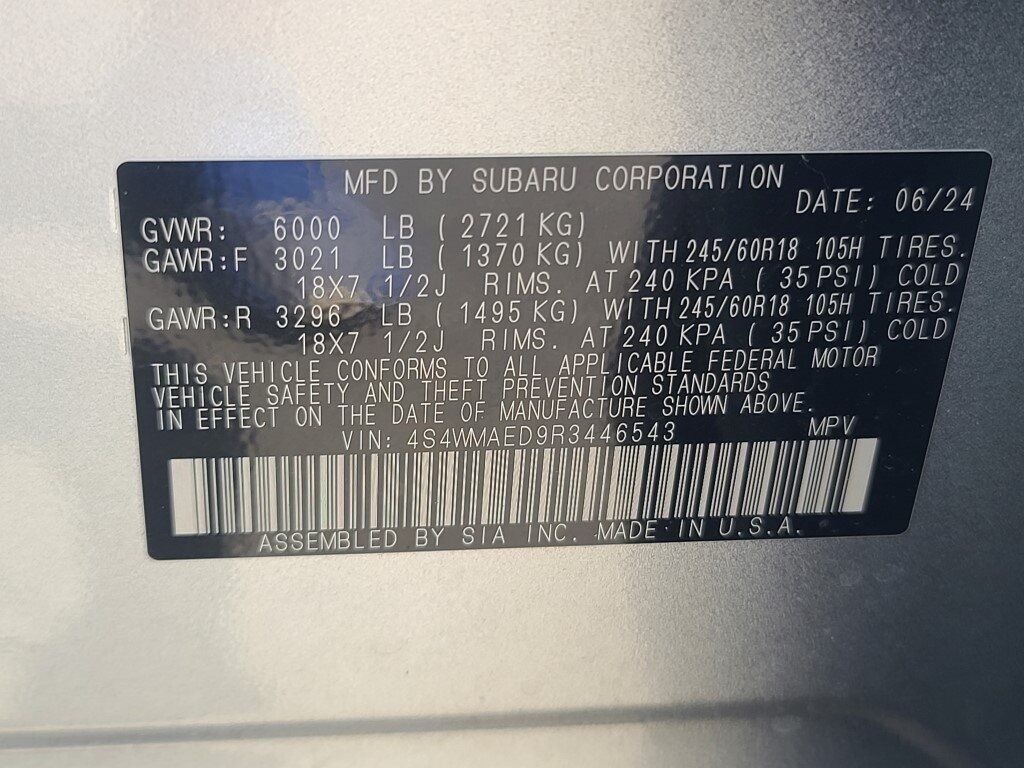 MFD BY SUBARU CORPORATION
DATE: 06/24
GVWR: 6000 LB ( 2721 KG)
GAWR:F 3021 LB ( 1370 KG) WITH 245/60R18 105H TIRES.
18X7 1/2J RIMS. AT 240 KPA ( 35 PSI) COLD
GAWR:R 3296 LB ( 1495 KG) WITH 245/60R18 105H TIRES.
18X7 1/2J RIMS. AT 240 KPA ( 35 PSI) COLD
THIS VEHICLE CONFORMS TO ALL APPLICABLE FEDERAL MOTOR
VEHICLE SAFETY AND THEFT PREVENTION STANDARDS
IN EFFECT ON THE DATE OF MANUFACTURE SHOWN ABOVE.
VIN: 4S4WMAED9R3446543 MPV
ASSEMBLED BY SIA INC. MADE IN U.S.A.